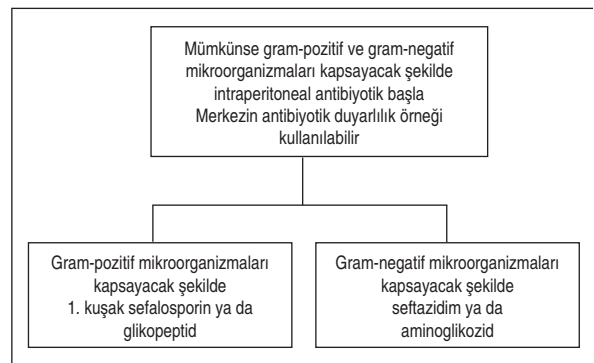 Mümkünse gram-pozitif ve gram-negatif
mikroorganizmaları kapsayacak şekilde
intraperitoneal antibiyotik başla
Merkezin antibiyotik duyarlılık örneği
kullanılabilir
Gram-pozitif mikroorganizmaları
kapsayacak şekilde
1. kuşak sefalosporin ya da
glikopeptid
Gram-negatif mikroorganizmaları
kapsayacak şekilde
seftazidim ya da
aminoglikozid